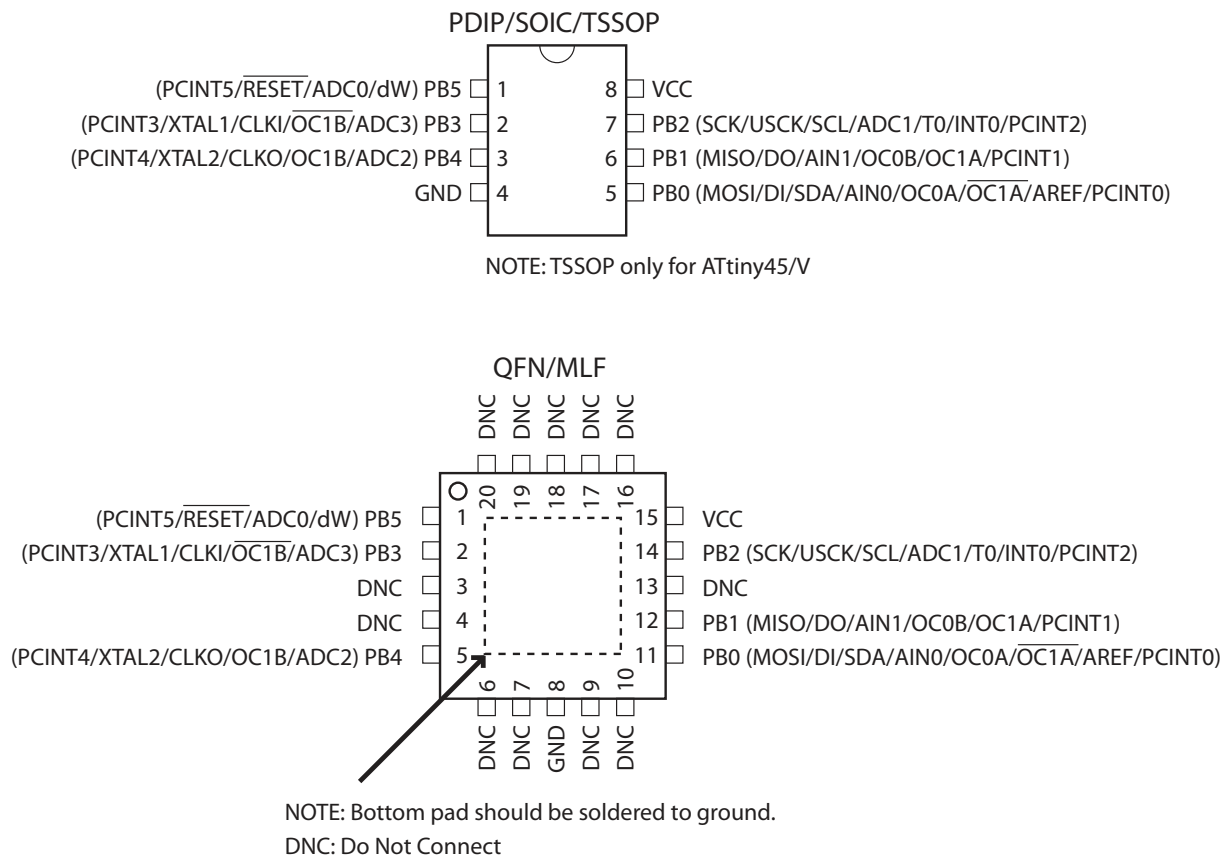 PDIP/SOIC/TSSOP
(PCINT5/RESET/ADC0/dW) PB5 1 8 VCC
(PCINT3/XTAL1/CLKI/OC1B/ADC3) PB3 2 7 PB2 (SCK/USCK/SCL/ADC1/T0/INT0/PCINT2)
(PCINT4/XTAL2/CLKO/OC1B/ADC2) PB4 3 6 PB1 (MISO/DO/AIN1/OC0B/OC1A/PCINT1)
GND 4 5 PB0 (MOSI/DI/SDA/AIN0/OC0A/OC1A/AREF/PCINT0)
NOTE: TSSOP only for ATtiny45/V
QFN/MLF
DNC DNC DNC DNC DNC
20 19 18 17 16
(PCINT5/RESET/ADC0/dW) PB5 1 15 VCC
(PCINT3/XTAL1/CLKI/OC1B/ADC3) PB3 2 14 PB2 (SCK/USCK/SCL/ADC1/T0/INT0/PCINT2)
DNC 3 13 DNC
DNC 4 12 PB1 (MISO/DO/AIN1/OC0B/OC1A/PCINT1)
(PCINT4/XTAL2/CLKO/OC1B/ADC2) PB4 5 11 PB0 (MOSI/DI/SDA/AIN0/OC0A/OC1A/AREF/PCINT0)
6 7 8 9 10
DNC DNC GND DNC DNC
NOTE: Bottom pad should be soldered to ground.
DNC: Do Not Connect